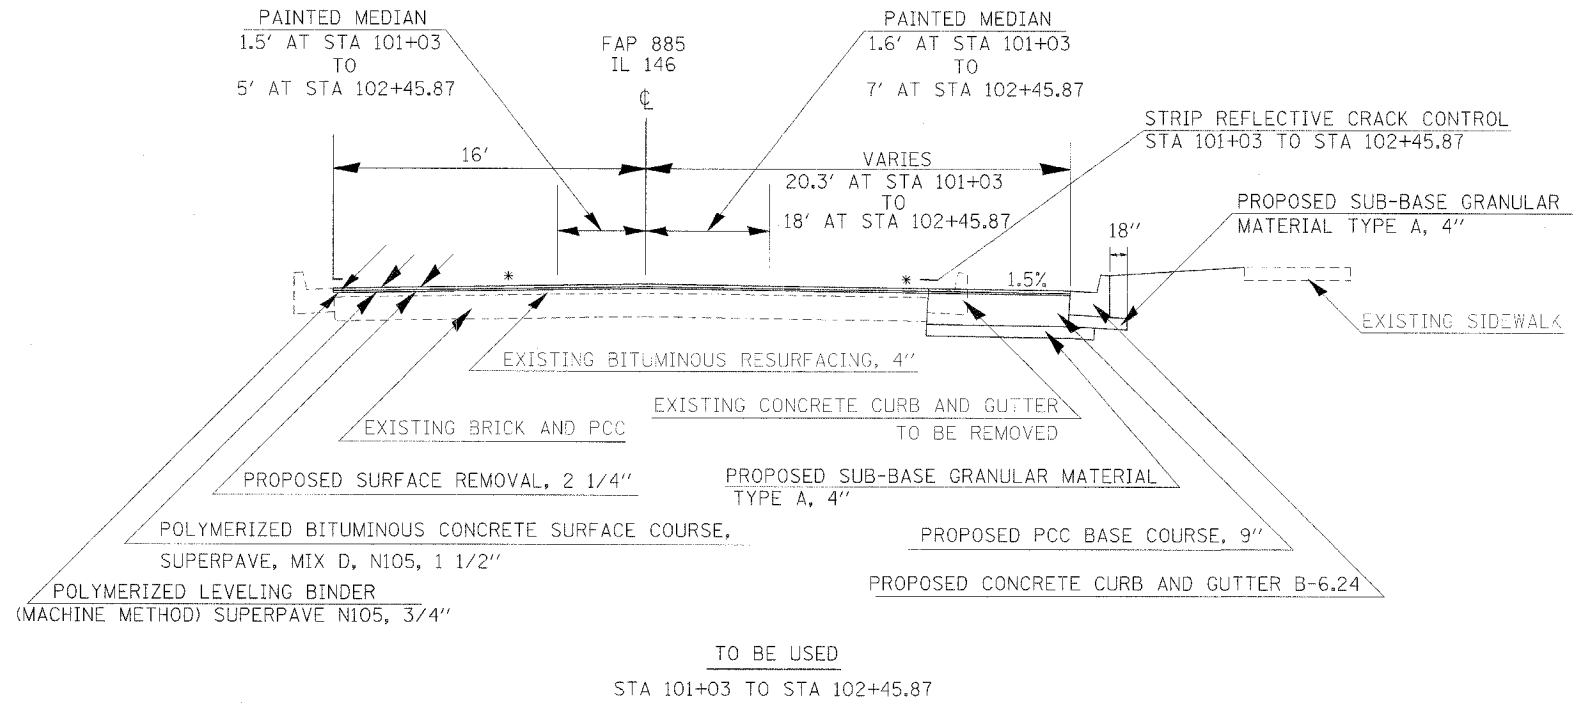 PAINTED MEDIAN
1.5' AT STA 101+03
TO
5' AT STA 102+45.87
FAP 885
IL 146
℄
PAINTED MEDIAN
1.6' AT STA 101+03
TO
7' AT STA 102+45.87
STRIP REFLECTIVE CRACK CONTROL
STA 101+03 TO STA 102+45.87
16'
VARIES
20.3' AT STA 101+03
TO
18' AT STA 102+45.87
PROPOSED SUB-BASE GRANULAR
MATERIAL TYPE A, 4"
18"
*
*
1.5%
EXISTING SIDEWALK
EXISTING BITUMINOUS RESURFACING, 4"
EXISTING CONCRETE CURB AND GUTTER
TO BE REMOVED
EXISTING BRICK AND PCC
PROPOSED SURFACE REMOVAL, 2 1/4"
PROPOSED SUB-BASE GRANULAR MATERIAL
TYPE A, 4"
POLYMERIZED BITUMINOUS CONCRETE SURFACE COURSE,
SUPERPAVE, MIX D, N105, 1 1/2"
PROPOSED PCC BASE COURSE, 9"
POLYMERIZED LEVELING BINDER
(MACHINE METHOD) SUPERPAVE N105, 3/4"
PROPOSED CONCRETE CURB AND GUTTER B-6.24
TO BE USED
STA 101+03 TO STA 102+45.87